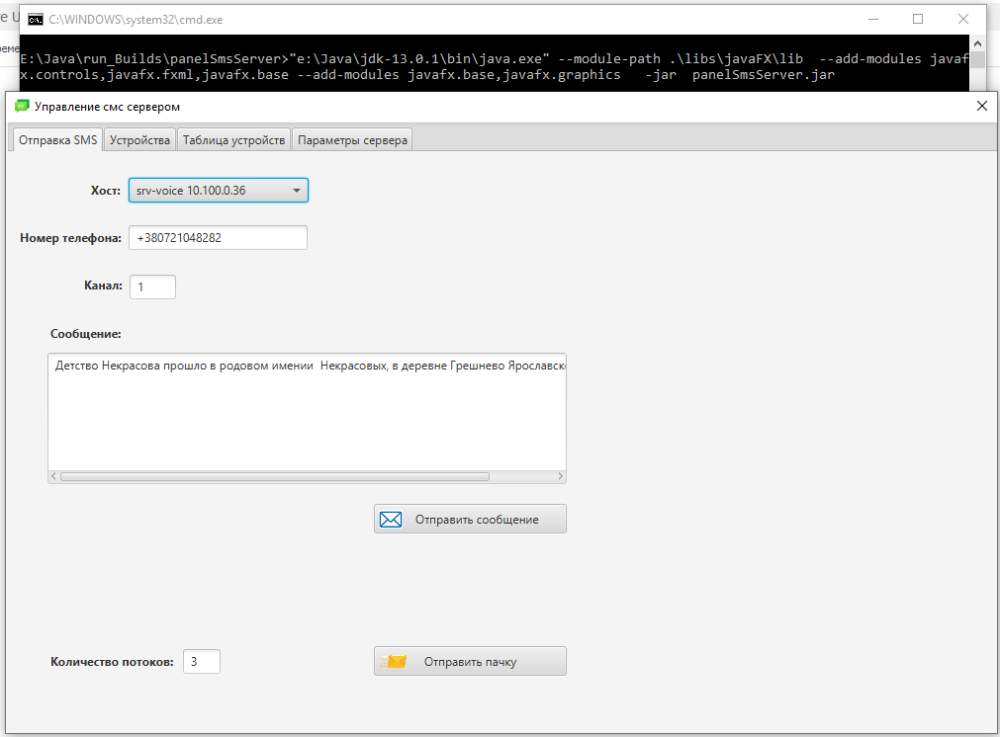 C:\WINDOWS\system32\cmd.exe
E:\Java\run_Builds\panelSmsServer>"e:\Java\jdk-13.0.1\bin\java.exe" --module-path .\libs\javaFX\lib --add-modules javaf
x.controls,javafx.fxml,javafx.base --add-modules javafx.base,javafx.graphics -jar panelSmsServer.jar
Управление смс сервером
Отправка SMS Устройства Таблица устройств Параметры сервера
Хост: srv-voice 10.100.0.36
Номер телефона: +380721048282
Канал: 1
Сообщение:
Детство Некрасова прошло в родовом имении Некрасовых, в деревне Грешнево Ярославск
Отправить сообщение
Количество потоков: 3 Отправить пачку